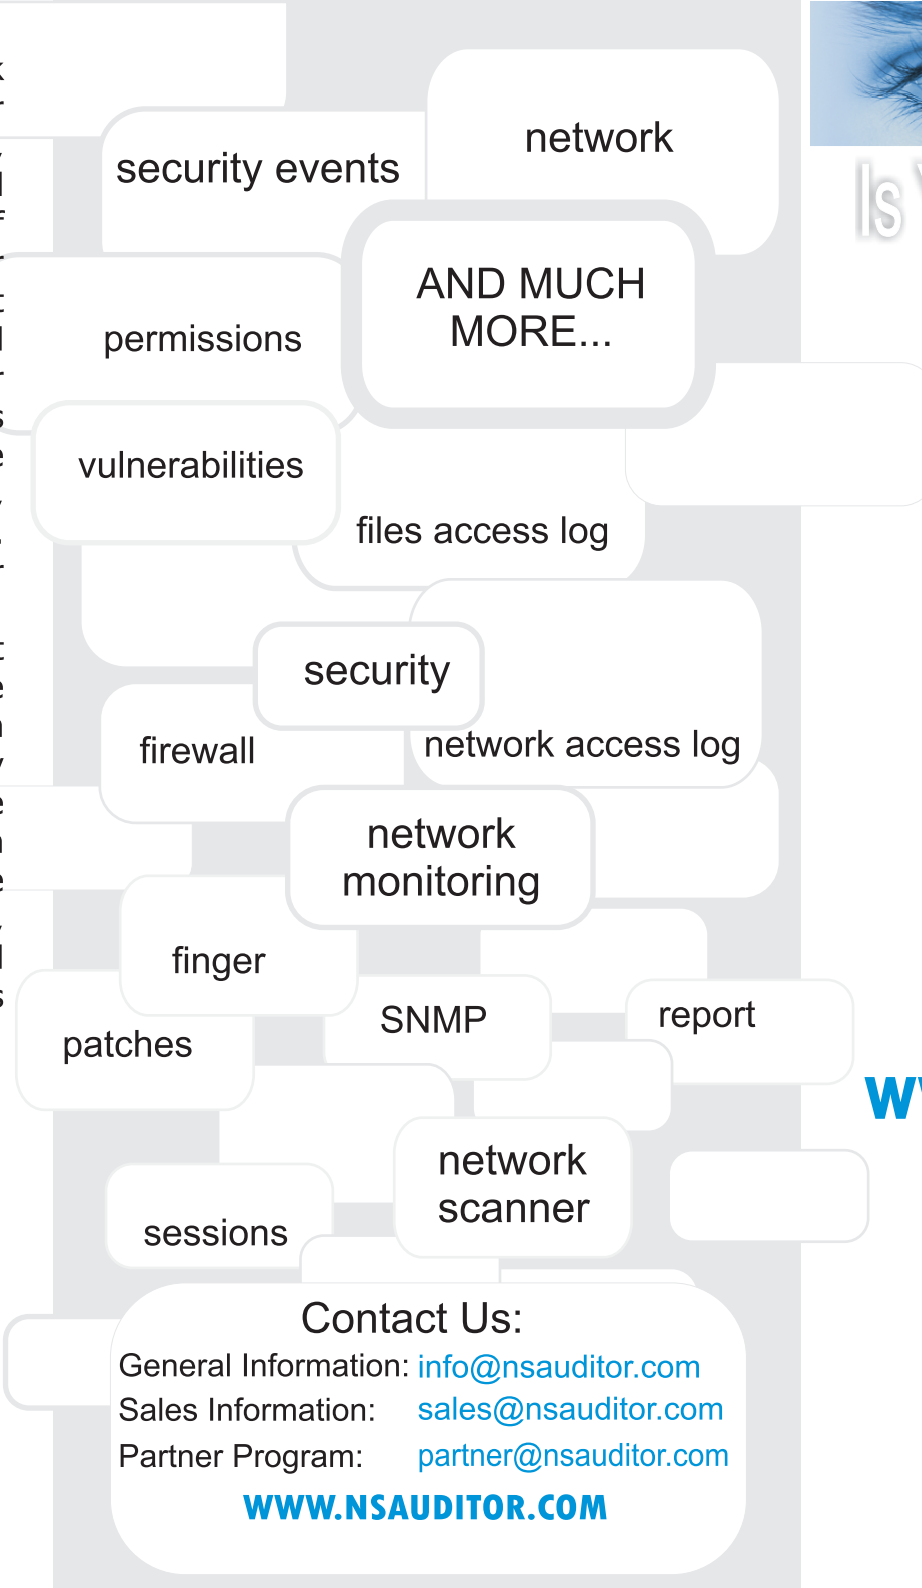 network
security events
AND MUCH
MORE...
permissions
vulnerabilities
files access log
security
firewall
network access log
network
monitoring
finger
SNMP
report
patches
network
scanner
sessions
Contact Us:
General Information: info@nsauditor.com
Sales Information: sales@nsauditor.com
Partner Program: partner@nsauditor.com
WWW.NSAUDITOR.COM
Is